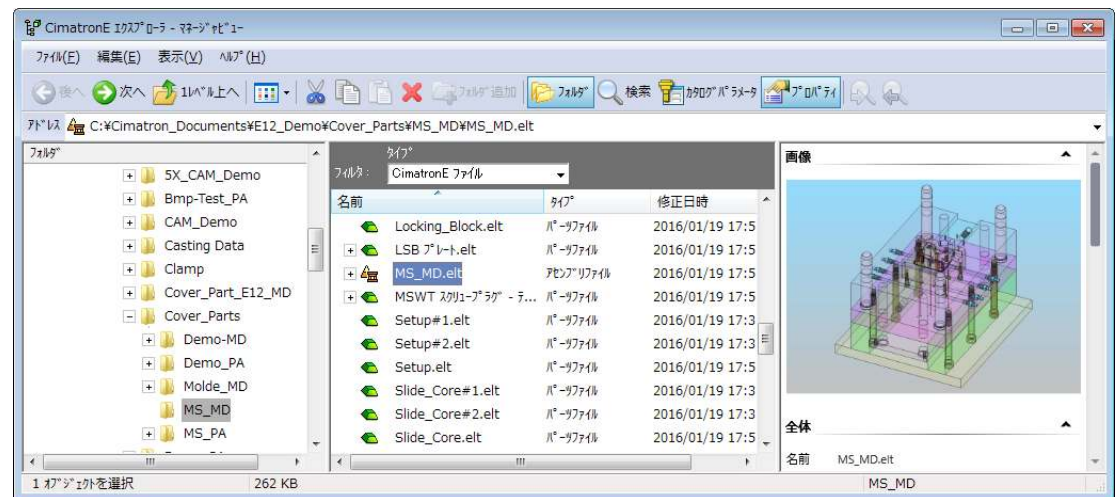 CimatronE ｴｸｽﾌﾟﾛｰﾗ - ﾏﾈｰｼﾞｬﾋﾞｭｰ
ﾌｧｲﾙ(F) 編集(E) 表示(V) ﾍﾙﾌﾟ(H)
後へ 次へ 1ﾚﾍﾞﾙ上へ ﾌｫﾙﾀﾞ追加 ﾌｫﾙﾀﾞ 検索 ｶﾀﾛｸﾞﾊﾟﾗﾒｰﾀ ﾌﾟﾛﾊﾟﾃｨ
ｱﾄﾞﾚｽ C:¥Cimatron_Documents¥E12_Demo¥Cover_Parts¥MS_MD¥MS_MD.elt
ﾌｫﾙﾀﾞ
5X_CAM_Demo
Bmp-Test_PA
CAM_Demo
Casting Data
Clamp
Cover_Part_E12_MD
Cover_Parts
Demo-MD
Demo_PA
Molde_MD
MS_MD
MS_PA
ﾀｲﾌﾟ
ﾌｨﾙﾀ : CimatronE ﾌｧｲﾙ
名前 ﾀｲﾌﾟ 修正日時
Locking_Block.elt ﾊﾟｰﾂﾌｧｲﾙ 2016/01/19 17:5
LSB ﾌﾟﾚｰﾄ.elt ﾊﾟｰﾂﾌｧｲﾙ 2016/01/19 17:5
MS_MD.elt ｱｾﾝﾌﾞﾘﾌｧｲﾙ 2016/01/19 17:5
MSWT ｽｸﾘｭｰﾌﾟﾗｸﾞ - ﾃ... ﾊﾟｰﾂﾌｧｲﾙ 2016/01/19 17:5
Setup#1.elt ﾊﾟｰﾂﾌｧｲﾙ 2016/01/19 17:3
Setup#2.elt ﾊﾟｰﾂﾌｧｲﾙ 2016/01/19 17:3
Setup.elt ﾊﾟｰﾂﾌｧｲﾙ 2016/01/19 17:5
Slide_Core#1.elt ﾊﾟｰﾂﾌｧｲﾙ 2016/01/19 17:3
Slide_Core#2.elt ﾊﾟｰﾂﾌｧｲﾙ 2016/01/19 17:3
Slide_Core.elt ﾊﾟｰﾂﾌｧｲﾙ 2016/01/19 17:5
画像
全体
名前 MS_MD.elt
1 ｵﾌﾞｼﾞｪｸﾄを選択 262 KB MS_MD